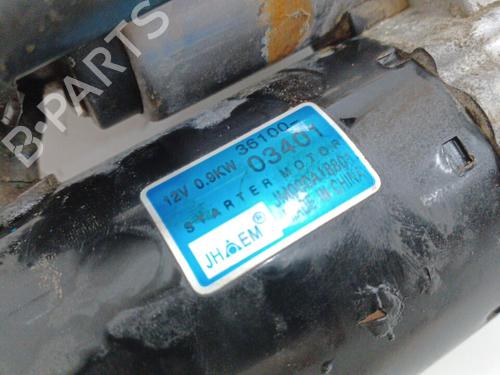 B-PARTS
12V 0.9KW 36100-
03401
STARTER MOTOR
MADE IN CHINA
JHAEM